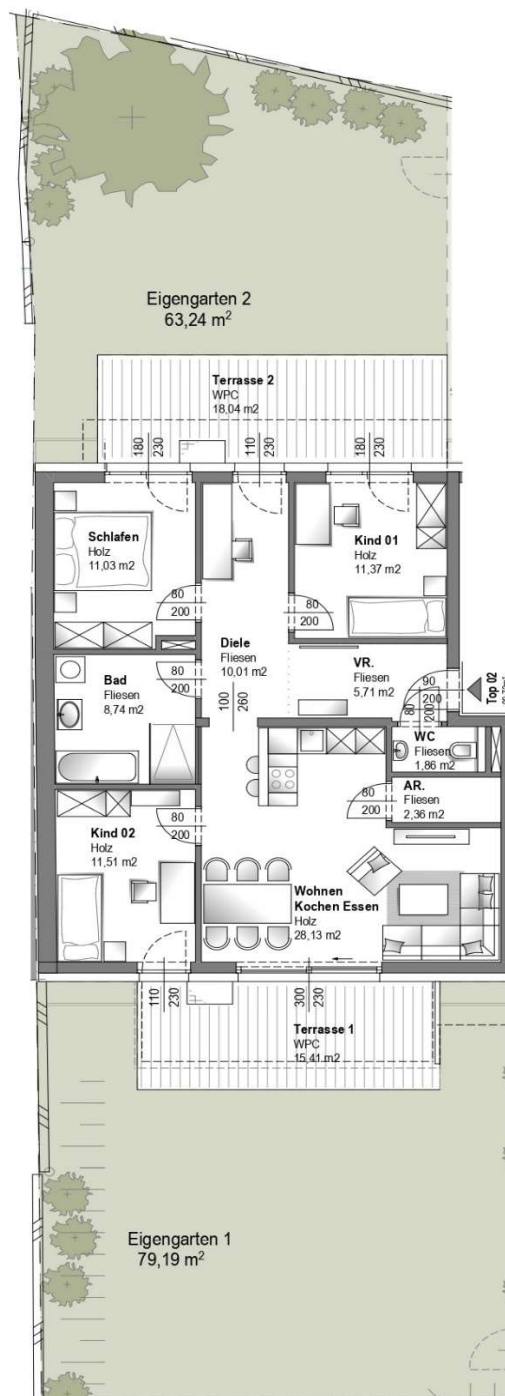 Eigengarten 2
63,24 m²
Terrasse 2
WPC
18,04 m2
180
230
110
230
180
230
Schlafen
Holz
11,03 m2
Kind 01
Holz
11,37 m2
80
200
80
200
Diele
Fliesen
10,01 m2
VR.
Fliesen
5,71 m2
Bad
Fliesen
8,74 m2
80
200
100
260
90
200
80
200
Top 02
WC
Fliesen
1,86 m2
AR.
Fliesen
2,36 m2
80
200
Kind 02
Holz
11,51 m2
80
200
Wohnen
Kochen Essen
Holz
28,13 m2
110
230
300
230
Terrasse 1
WPC
15,41 m2
Eigengarten 1
79,19 m²